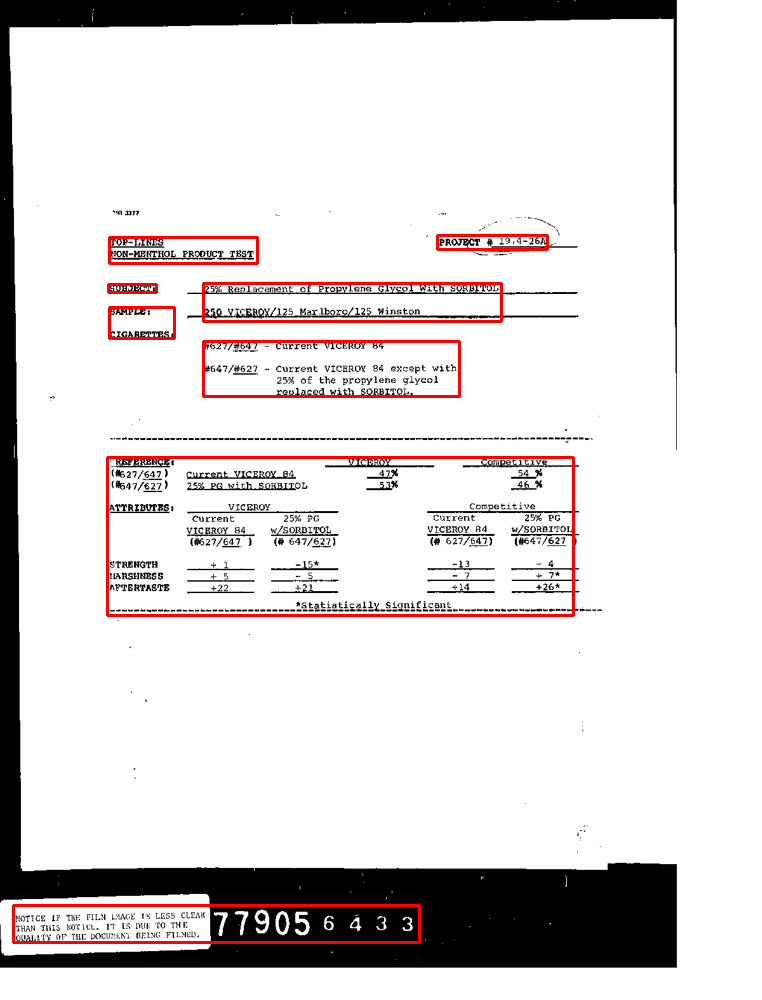 3377
TOP-LINES
NON-MENTHOL PRODUCT TEST
PROJECT # 19.4-26A
SUBJECT: 25% Replacement of Propylene Glycol With SORBITOL
SAMPLE: 250 VICEROY/125 Marlboro/125 Winston
CIGARETTES:
#627/#647 - Current VICEROY 84
#647/#627 - Current VICEROY 84 except with
25% of the propylene glycol
replaced with SORBITOL.
REFERENCE: VICEROY Competitive
(#627/647) Current VICEROY 84 47% 54 %
(#647/627) 25% PG with SORBITOL 53% 46 %
ATTRIBUTES: VICEROY Competitive
Current 25% PG Current 25% PG
VICEROY 84 w/SORBITOL VICEROY 84 w/SORBITOL
(#627/647 ) (# 647/627) (# 627/647) (#647/627 )
STRENGTH + 1 -15* -13 - 4
HARSHNESS + 5 - 5 - 7 + 7*
AFTERTASTE +22 +21 +14 +26*
*Statistically Significant
NOTICE IF THE FILM IMAGE IS LESS CLEAR
THAN THIS NOTICE. IT IS DUE TO THE
QUALITY OF THE DOCUMENT BEING FILMED.
77905 6433